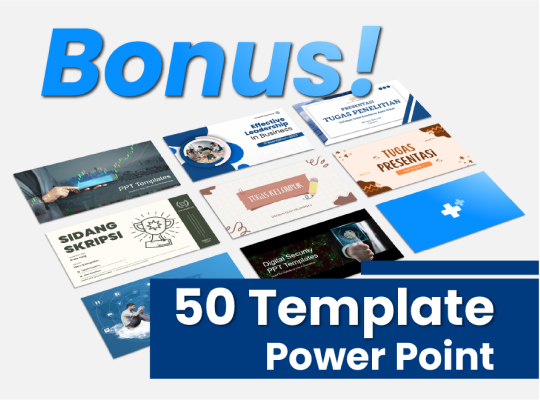 Bonus!
Effective
Leadership
in Business
PRESENTASI
TUGAS PENELITIAN
PPT Templates
TUGAS KELOMPOK
TUGAS
PRESENTASI
SIDANG
SKRIPSI
Digital Security
PPT Templates
50 Template
Power Point